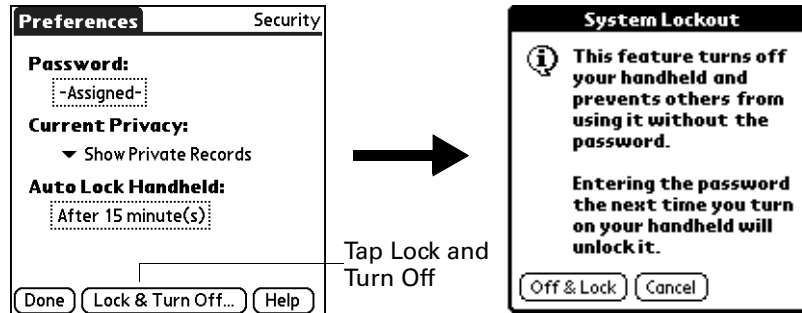 Preferences Security
Password:
-Assigned-
Current Privacy:
Show Private Records
Auto Lock Handheld:
After 15 minute(s)
Done Lock & Turn Off... Help
Tap Lock and
Turn Off
System Lockout
This feature turns off
your handheld and
prevents others from
using it without the
password.
Entering the password
the next time you turn
on your handheld will
unlock it.
Off & Lock Cancel